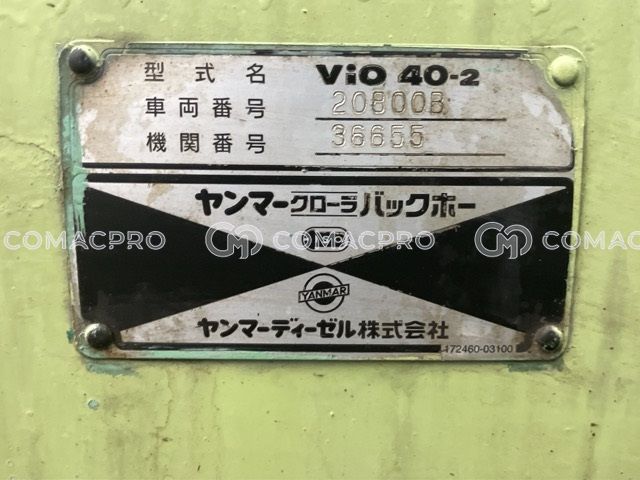 型式名 ViO 40-2
車両番号 20800B
機関番号 36655
ヤンマークローラバックホー
COMACPRO COMACPRO COMACPRO
YANMAR
ヤンマーディーゼル株式会社
172460-03100